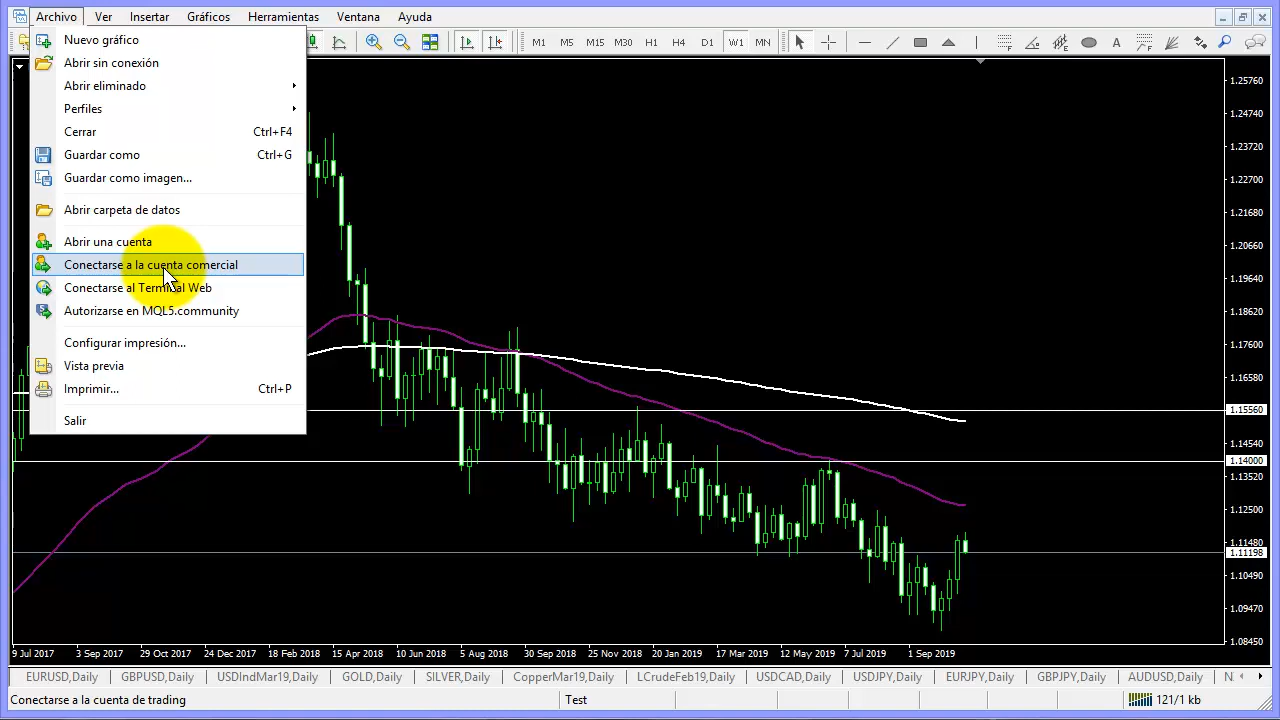 Archivo Ver Insertar Gráficos Herramientas Ventana Ayuda
M1 M5 M15 M30 H1 H4 D1 W1 MN A
Nuevo gráfico
Abrir sin conexión
Abrir eliminado
Perfiles
Cerrar Ctrl+F4
Guardar como Ctrl+G
Guardar como imagen...
Abrir carpeta de datos
Abrir una cuenta
Conectarse a la cuenta comercial
Conectarse al Terminal Web
Autorizarse en MQL5.community
Configurar impresión...
Vista previa
Imprimir... Ctrl+P
Salir
1.25760
1.24740
1.23720
1.22700
1.21680
1.20660
1.19640
1.18620
1.17600
1.16580
1.15560
1.14540
1.14000
1.13520
1.12500
1.11480
1.11198
1.10490
1.09470
1.08450
9 Jul 2017 3 Sep 2017 29 Oct 2017 24 Dec 2017 18 Feb 2018 15 Apr 2018 10 Jun 2018 5 Aug 2018 30 Sep 2018 25 Nov 2018 20 Jan 2019 17 Mar 2019 12 May 2019 7 Jul 2019 1 Sep 2019
EURUSD,Daily GBPUSD,Daily USDIndMar19,Daily GOLD,Daily SILVER,Daily CopperMar19,Daily LCrudeFeb19,Daily USDCAD,Daily USDJPY,Daily EURJPY,Daily GBPJPY,Daily AUDUSD,Daily
Conectarse a la cuenta de trading Test 121/1 kb